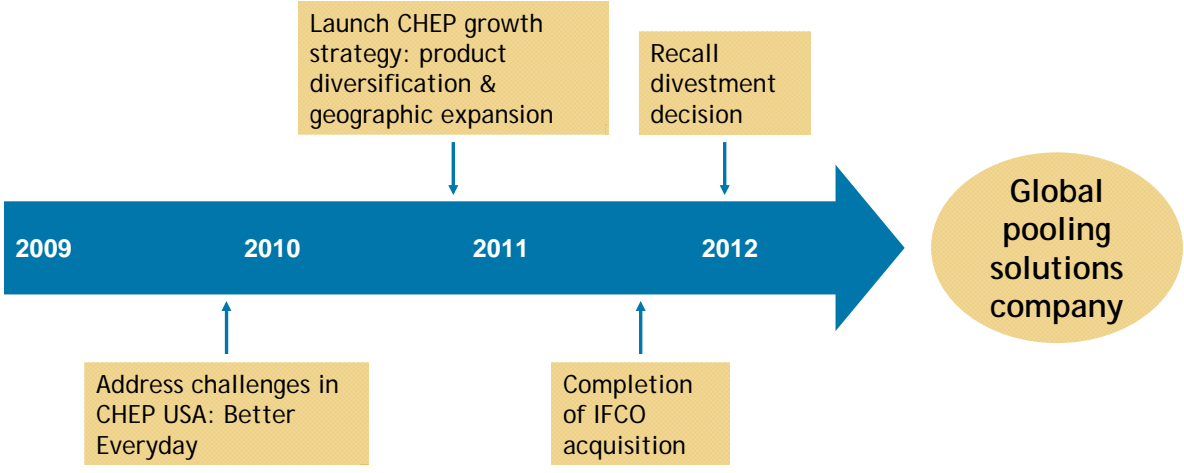 Launch CHEP growth
strategy: product
diversification &
geographic expansion
Recall
divestment
decision
2009
2010
2011
2012
Global
pooling
solutions
company
Address challenges in
CHEP USA: Better
Everyday
Completion
of IFCO
acquisition